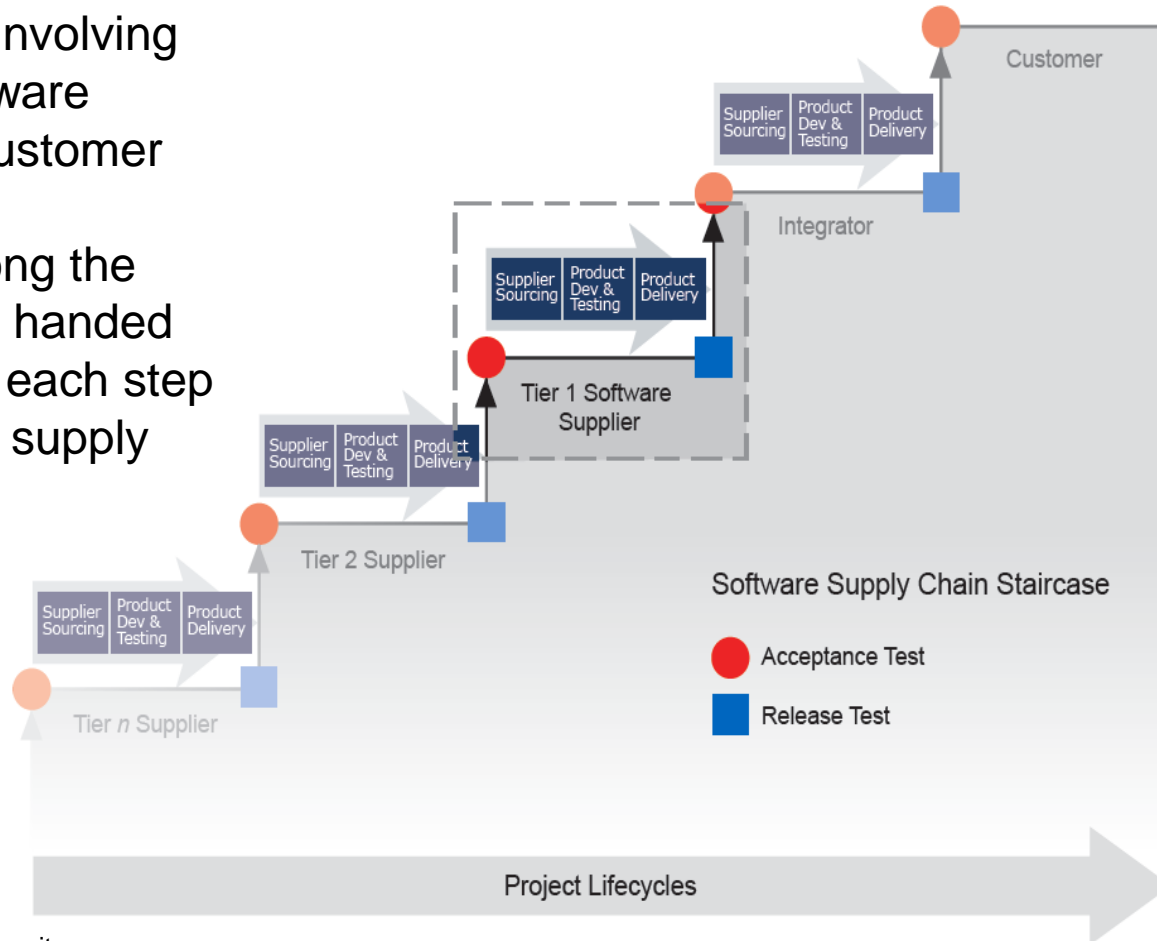 nvolving
ware
ustomer
ong the
handed
each step
supply
Customer
Supplier
Sourcing
Product
Dev &
Testing
Product
Delivery
Integrator
Supplier
Sourcing
Product
Dev &
Testing
Product
Delivery
Tier 1 Software
Supplier
Supplier
Sourcing
Product
Dev &
Testing
Product
Delivery
Tier 2 Supplier
Supplier
Sourcing
Product
Dev &
Testing
Product
Delivery
Tier n Supplier
Software Supply Chain Staircase
Acceptance Test
Release Test
Project Lifecycles